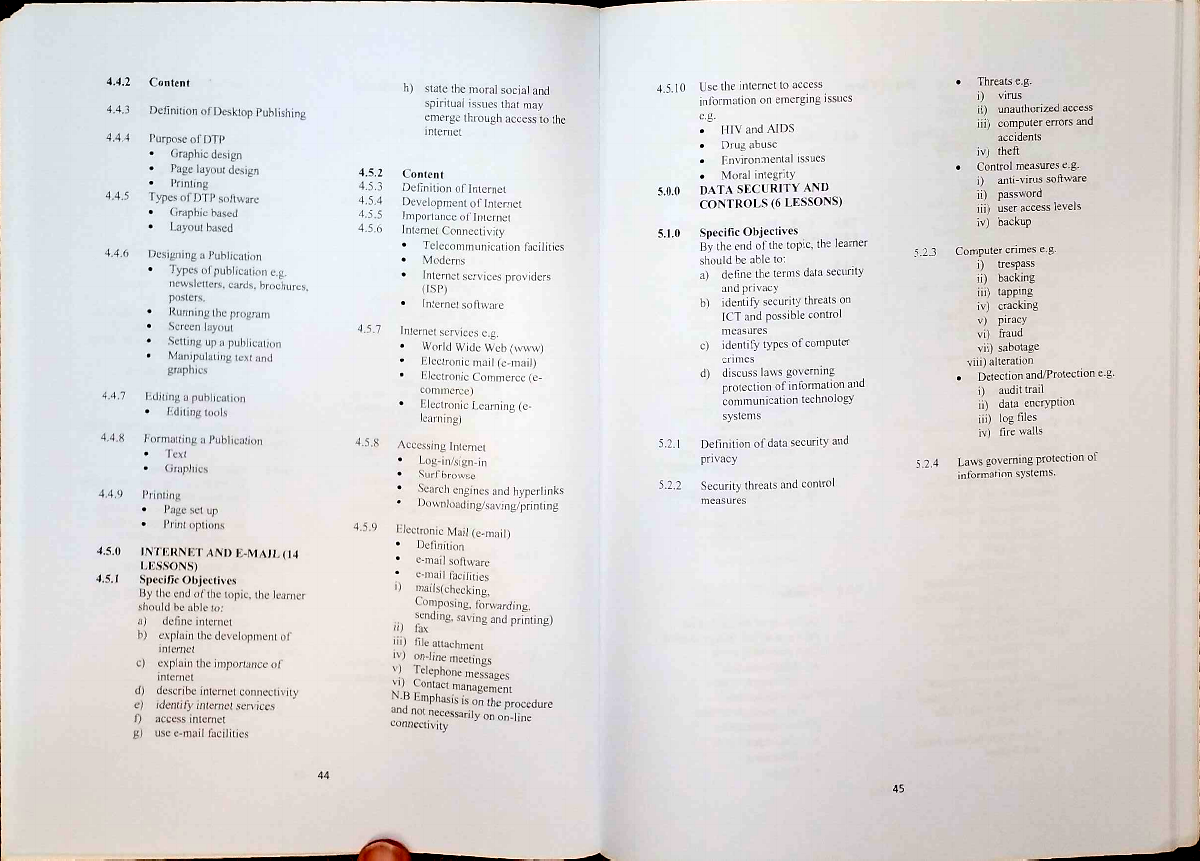 4.4.2 Content
4.4.3 Definition of Desktop Publishing
4.4.4 Purpose of DTP
• Graphic design
• Page layout design
• Printing
4.4.5 Types of DTP software
• Graphic based
• Layout based
4.4.6 Designing a Publication
• Types of publication e.g.
newsletters, cards, brochures,
posters.
• Running the program
• Screen layout
• Setting up a publication
• Manipulating text and
graphics
4.4.7 Editing a publication
• Editing tools
4.4.8 Formatting a Publication
• Text
• Graphics
4.4.9 Printing
• Page set up
• Print options
4.5.0 INTERNET AND E-MAIL (14
LESSONS)
4.5.1 Specific Objectives
By the end of the topic, the learner
should be able to:
a) define internet
b) explain the development of
internet
c) explain the importance of
internet
d) describe internet connectivity
e) identify internet services
f) access internet
g) use e-mail facilities
h) state the moral social and
spiritual issues that may
emerge through access to the
internet
4.5.2 Content
4.5.3 Definition of Internet
4.5.4 Development of Internet
4.5.5 Importance of Internet
4.5.6 Internet Connectivity
• Telecommunication facilities
• Moderns
• Internet services providers
(ISP)
• Internet software
4.5.7 Internet services e.g.
• World Wide Web (www)
• Electronic mail (e-mail)
• Electronic Commerce (e-
commerce)
• Electronic Learning (e-
learning)
4.5.8 Accessing Internet
• Log-in/sign-in
• Surf browse
• Search engines and hyperlinks
• Downloading/saving/printing
4.5.9 Electronic Mail (e-mail)
• Definition
• e-mail software
• e-mail facilities
i) mails(checking,
Composing, forwarding,
sending, saving and printing)
ii) fax
iii) file attachment
iv) on-line meetings
v) Telephone messages
vi) Contact management
N.B Emphasis is on the procedure
and not necessarily on on-line
connectivity
44
4.5.10 Use the internet to access
information on emerging issues
e.g.
• HIV and AIDS
• Drug abuse
• Environmental issues
• Moral integrity
5.0.0 DATA SECURITY AND
CONTROLS (6 LESSONS)
5.1.0 Specific Objectives
By the end of the topic, the learner
should be able to:
a) define the terms data security
and privacy
b) identify security threats on
ICT and possible control
measures
c) identify types of computer
crimes
d) discuss laws governing
protection of information and
communication technology
systems
5.2.1 Definition of data security and
privacy
5.2.2 Security threats and control
measures
• Threats e.g.
i) virus
ii) unauthorized access
iii) computer errors and
accidents
iv) theft
• Control measures e.g.
i) anti-virus software
ii) password
iii) user access levels
iv) backup
5.2.3 Computer crimes e.g.
i) trespass
ii) backing
iii) tapping
iv) cracking
v) piracy
vi) fraud
vii) sabotage
viii) alteration
• Detection and/Protection e.g.
i) audit trail
ii) data encryption
iii) log files
iv) fire walls
5.2.4 Laws governing protection of
information systems.
45